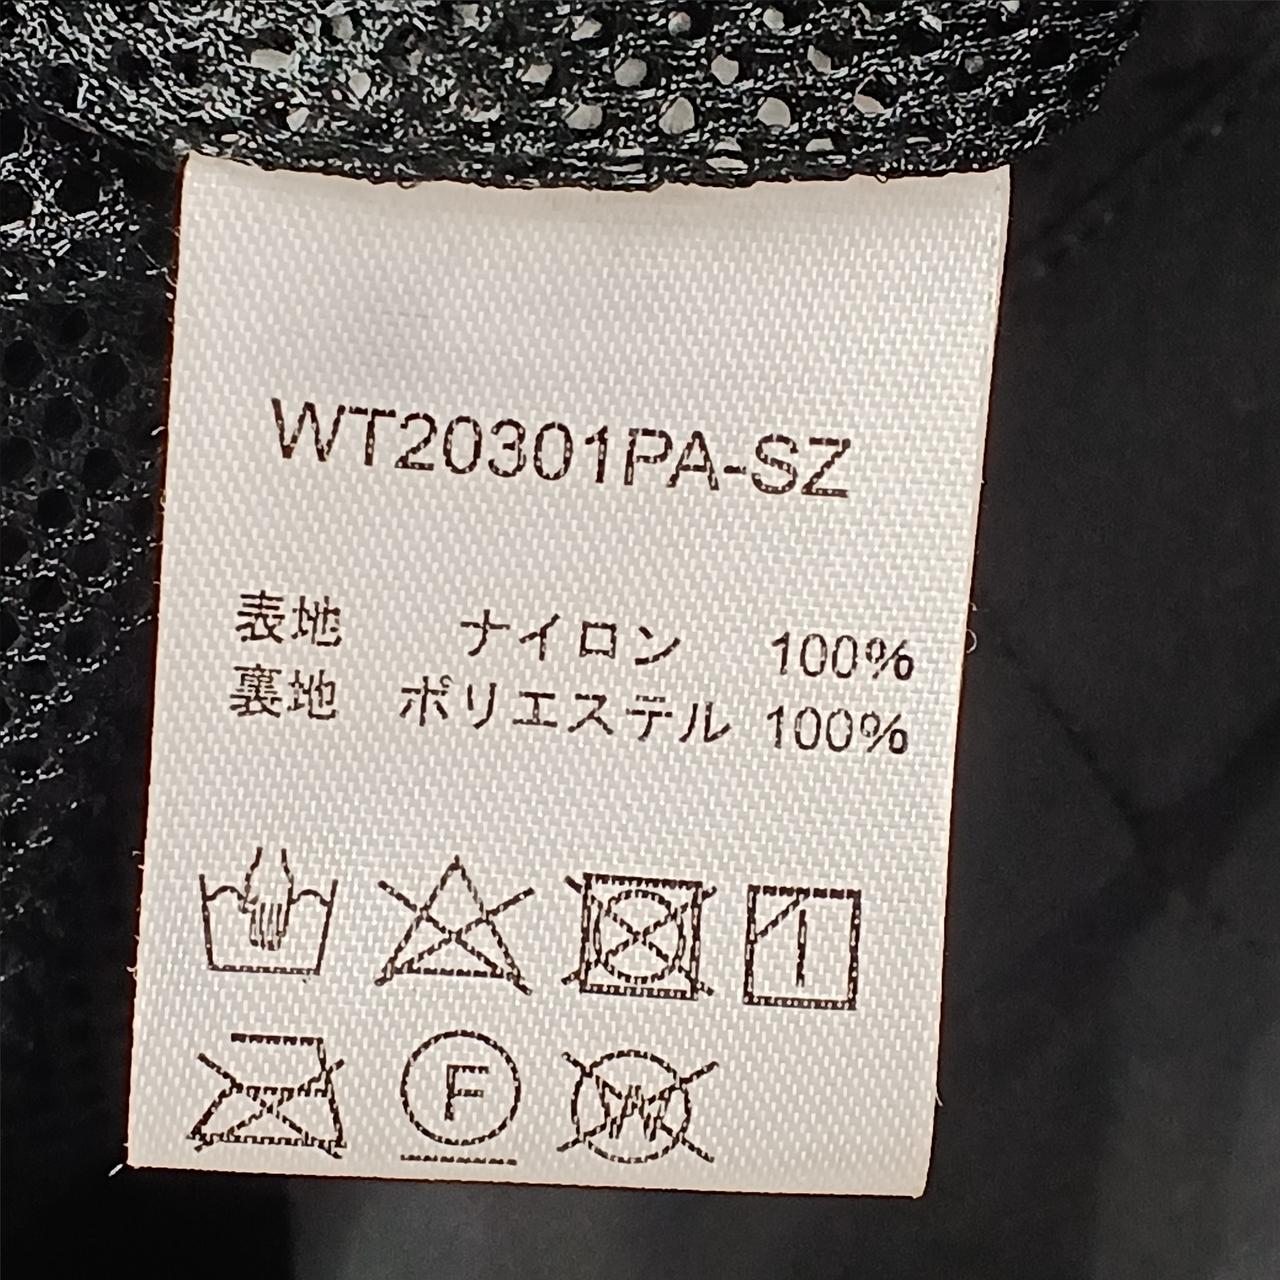 WT20301PA-SZ
表地 ナイロン 100%
裏地 ポリエステル 100%
F
W